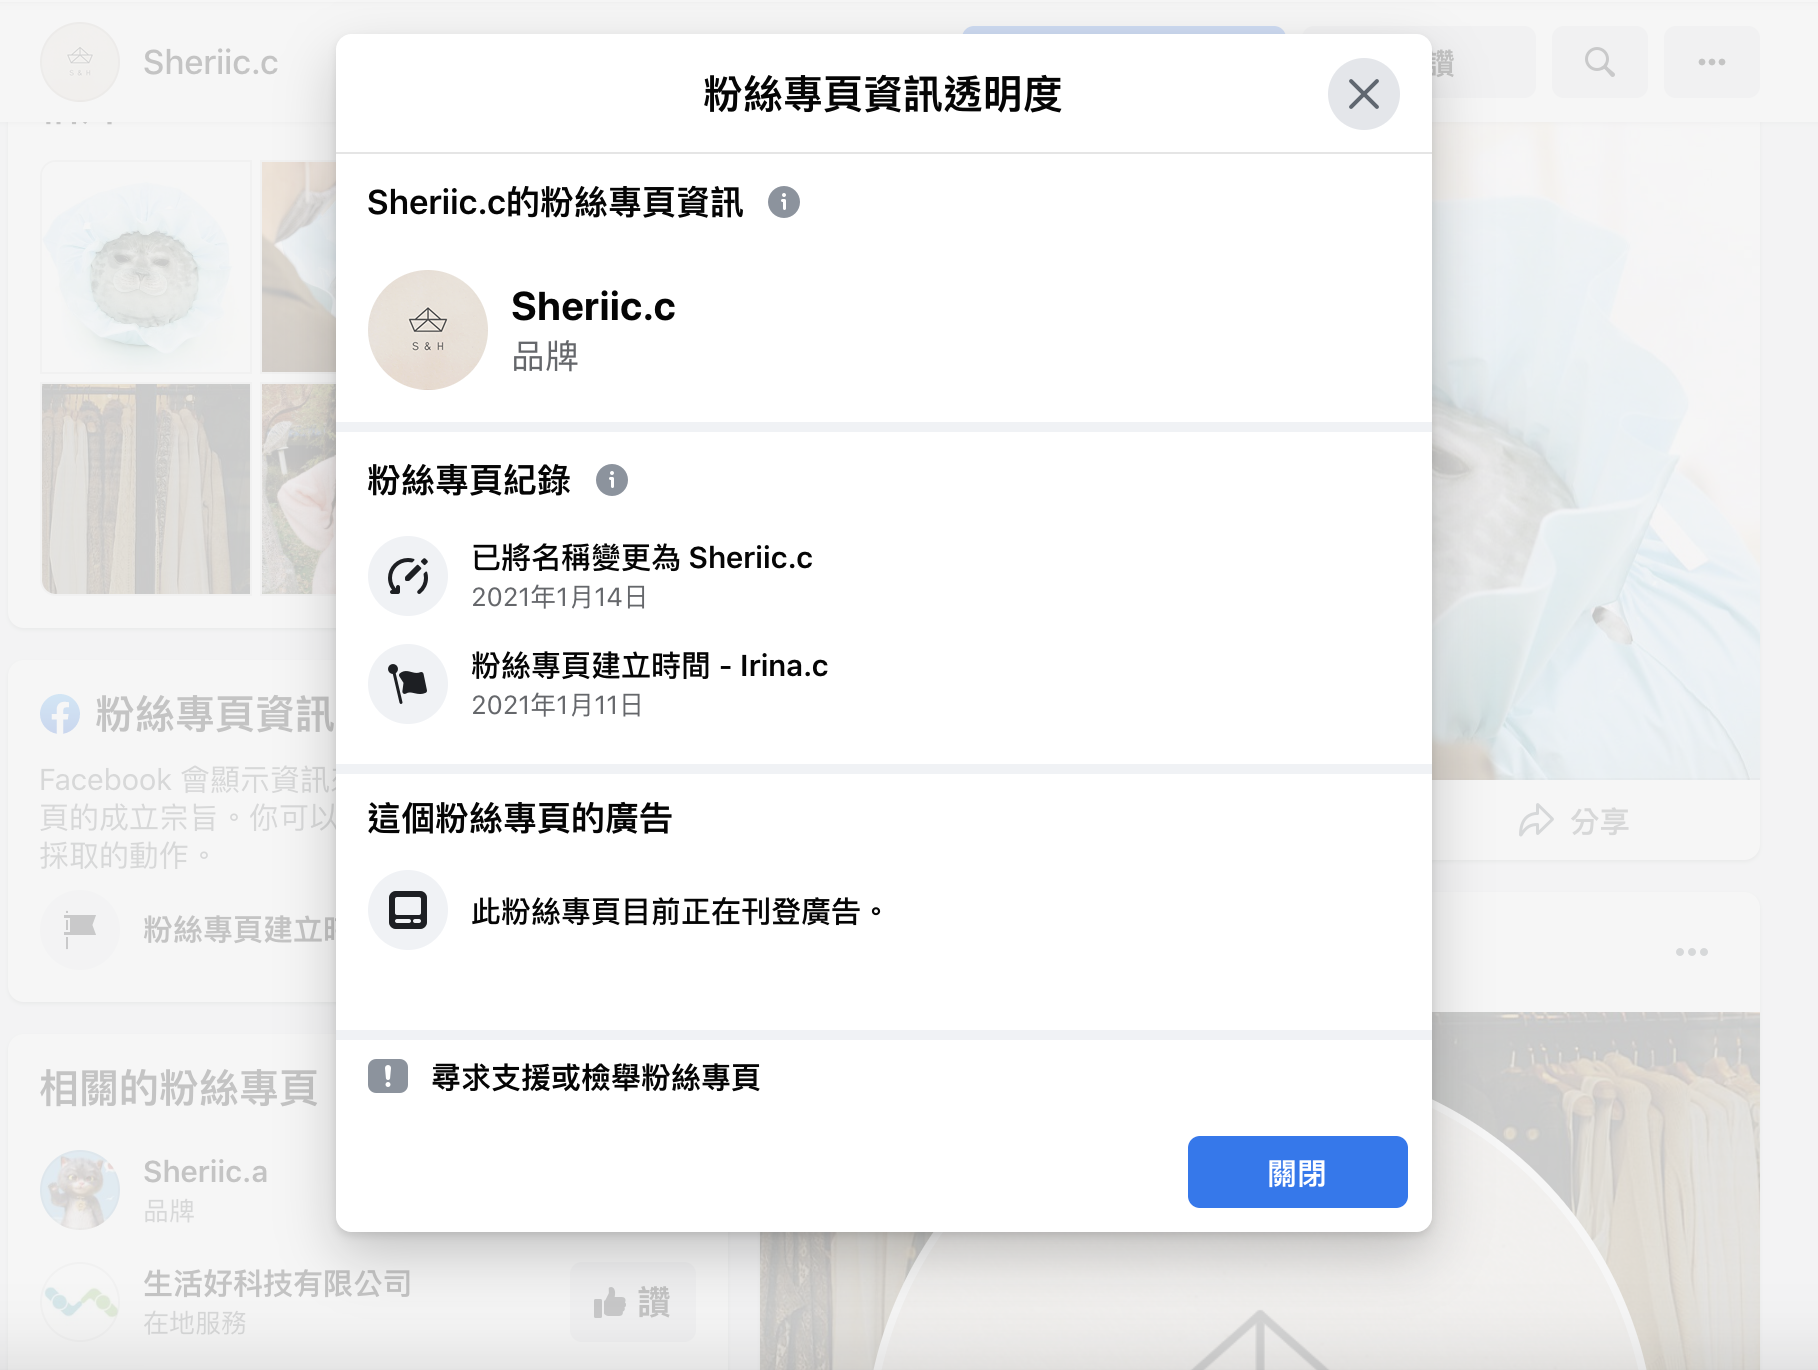 Sheriic.c
讚
粉絲專頁資訊透明度
Sheriic.c的粉絲專頁資訊
S & H
Sheriic.c
品牌
粉絲專頁紀錄
已將名稱變更為 Sheriic.c
2021年1月14日
粉絲專頁建立時間 - Irina.c
2021年1月11日
這個粉絲專頁的廣告
此粉絲專頁目前正在刊登廣告。
尋求支援或檢舉粉絲專頁
關閉
粉絲專頁資訊
Facebook 會顯示資訊
頁的成立宗旨。你可以
採取的動作。
粉絲專頁建立時
相關的粉絲專頁
Sheriic.a
品牌
生活好科技有限公司
在地服務
讚
分享